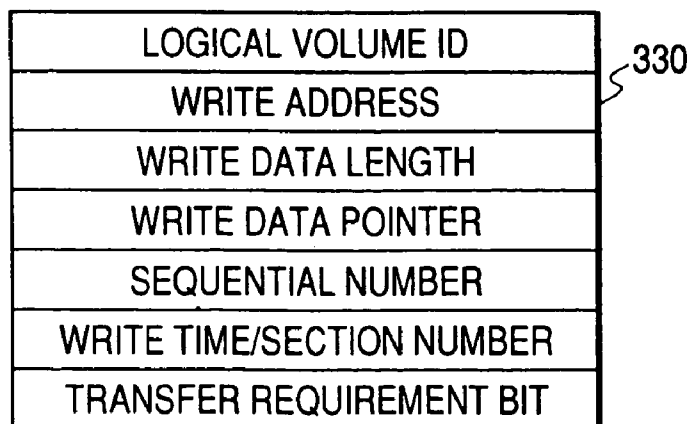 LOGICAL VOLUME ID
330
WRITE ADDRESS
WRITE DATA LENGTH
WRITE DATA POINTER
SEQUENTIAL NUMBER
WRITE TIME/SECTION NUMBER
TRANSFER REQUIREMENT BIT